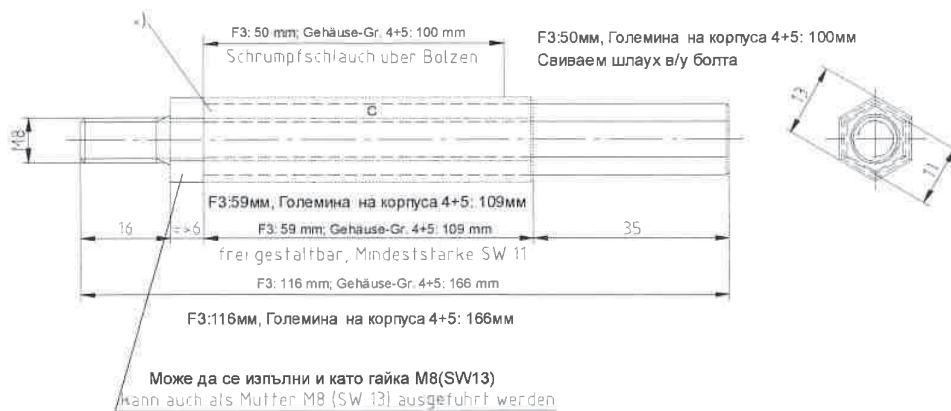 *)
F3: 50 mm; Gehäuse-Gr. 4+5: 100 mm
Schrumpfschlauch uber Bolzen
F3:50мм, Големина на корпуса 4+5: 100мм
Свиваем шлаух в/у болта
13
C
M8
11
F3:59мм, Големина на корпуса 4+5: 109мм
16
=>6
F3: 59 mm; Gehäuse-Gr. 4+5: 109 mm
35
frei gestaltbar, Mindeststarke SW 11
F3: 116 mm; Gehäuse-Gr. 4+5: 166 mm
F3:116мм, Големина на корпуса 4+5: 166мм
Може да се изпълни и като гайка M8(SW13)
kann auch als Mutter M8 (SW 13) ausgefuhrt werden